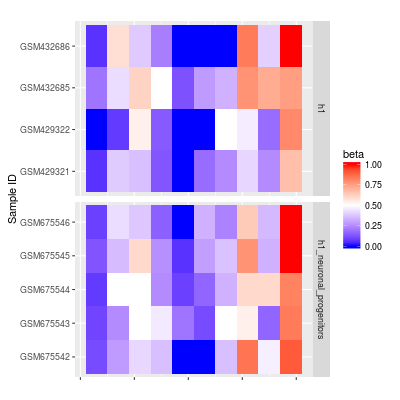 GSM432686
GSM432685
GSM429322
GSM429321
h1
GSM675546
GSM675545
GSM675544
GSM675543
GSM675542
h1_neuronal_progenitors
Sample ID
beta
1.00
0.75
0.50
0.25
0.00